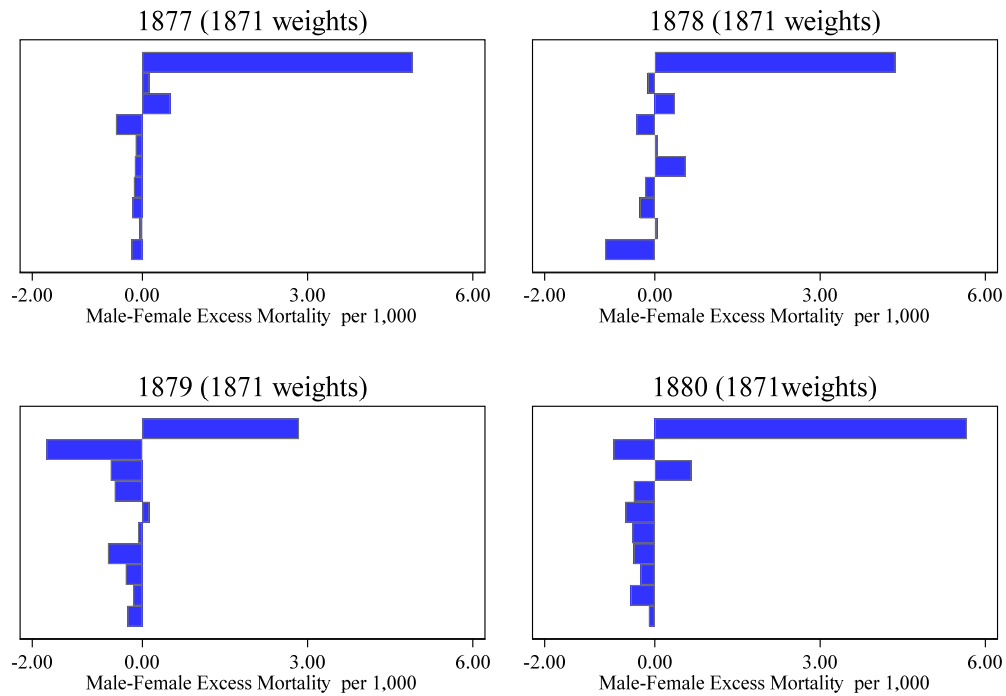 1877 (1871 weights)
-2.00 0.00 3.00 6.00
Male-Female Excess Mortality per 1,000
1878 (1871 weights)
-2.00 0.00 3.00 6.00
Male-Female Excess Mortality per 1,000
1879 (1871 weights)
-2.00 0.00 3.00 6.00
Male-Female Excess Mortality per 1,000
1880 (1871weights)
-2.00 0.00 3.00 6.00
Male-Female Excess Mortality per 1,000